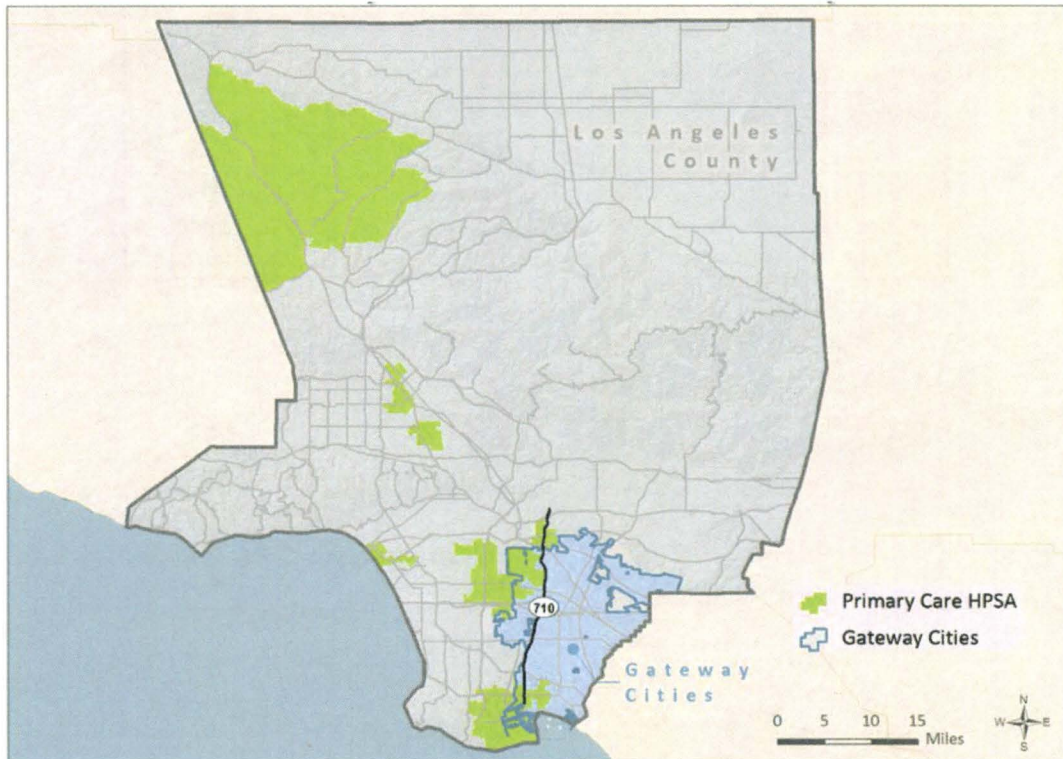 Los Angeles
County
710
Primary Care HPSA
Gateway Cities
Gateway
Cities
N
W E
S
0 5 10 15
Miles